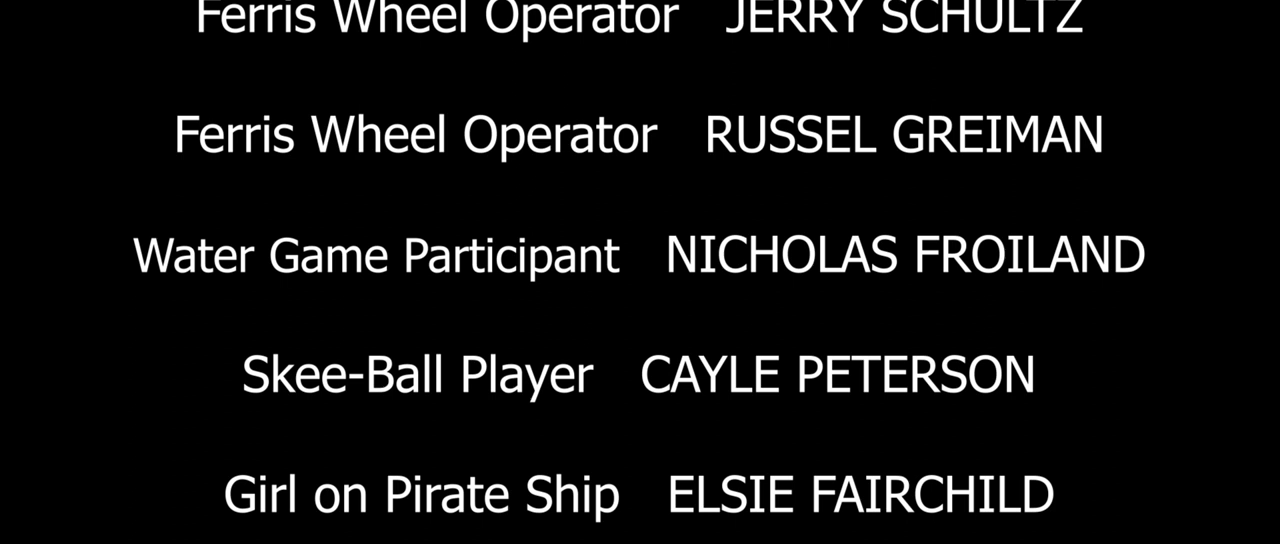 Ferris Wheel Operator JERRY SCHULTZ
Ferris Wheel Operator RUSSEL GREIMAN
Water Game Participant NICHOLAS FROILAND
Skee-Ball Player CAYLE PETERSON
Girl on Pirate Ship ELSIE FAIRCHILD